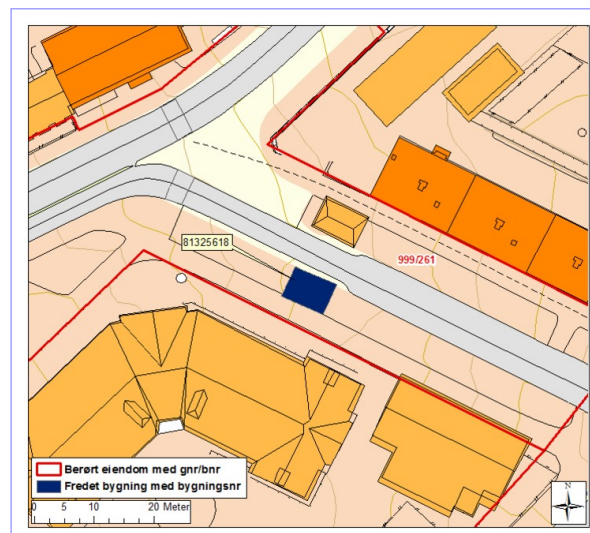 81325618
999/261
Berørt eiendom med gnr/bnr
Fredet bygning med bygningsnr
0 5 10 20 Meter
N